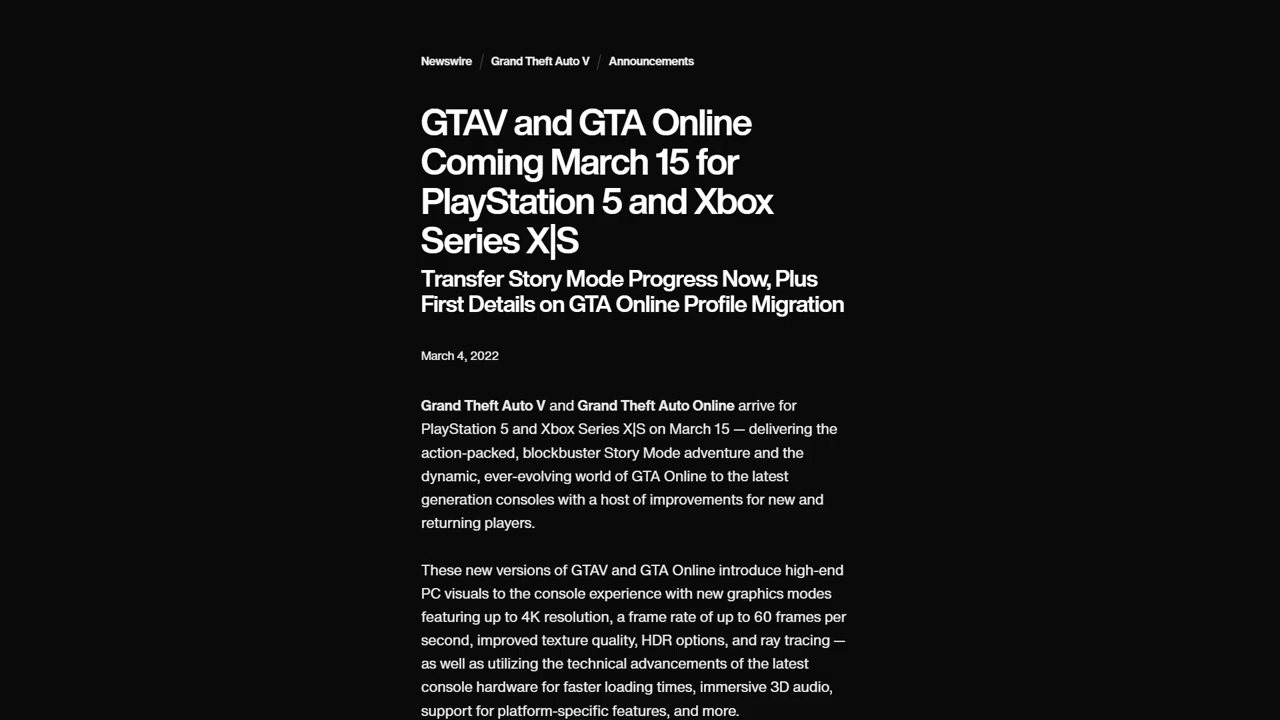 Newswire / Grand Theft Auto V / Announcements
GTAV and GTA Online
Coming March 15 for
PlayStation 5 and Xbox
Series X|S
Transfer Story Mode Progress Now, Plus
First Details on GTA Online Profile Migration
March 4, 2022
Grand Theft Auto V and Grand Theft Auto Online arrive for
PlayStation 5 and Xbox Series X|S on March 15 — delivering the
action-packed, blockbuster Story Mode adventure and the
dynamic, ever-evolving world of GTA Online to the latest
generation consoles with a host of improvements for new and
returning players.
These new versions of GTAV and GTA Online introduce high-end
PC visuals to the console experience with new graphics modes
featuring up to 4K resolution, a frame rate of up to 60 frames per
second, improved texture quality, HDR options, and ray tracing —
as well as utilizing the technical advancements of the latest
console hardware for faster loading times, immersive 3D audio,
support for platform-specific features, and more.